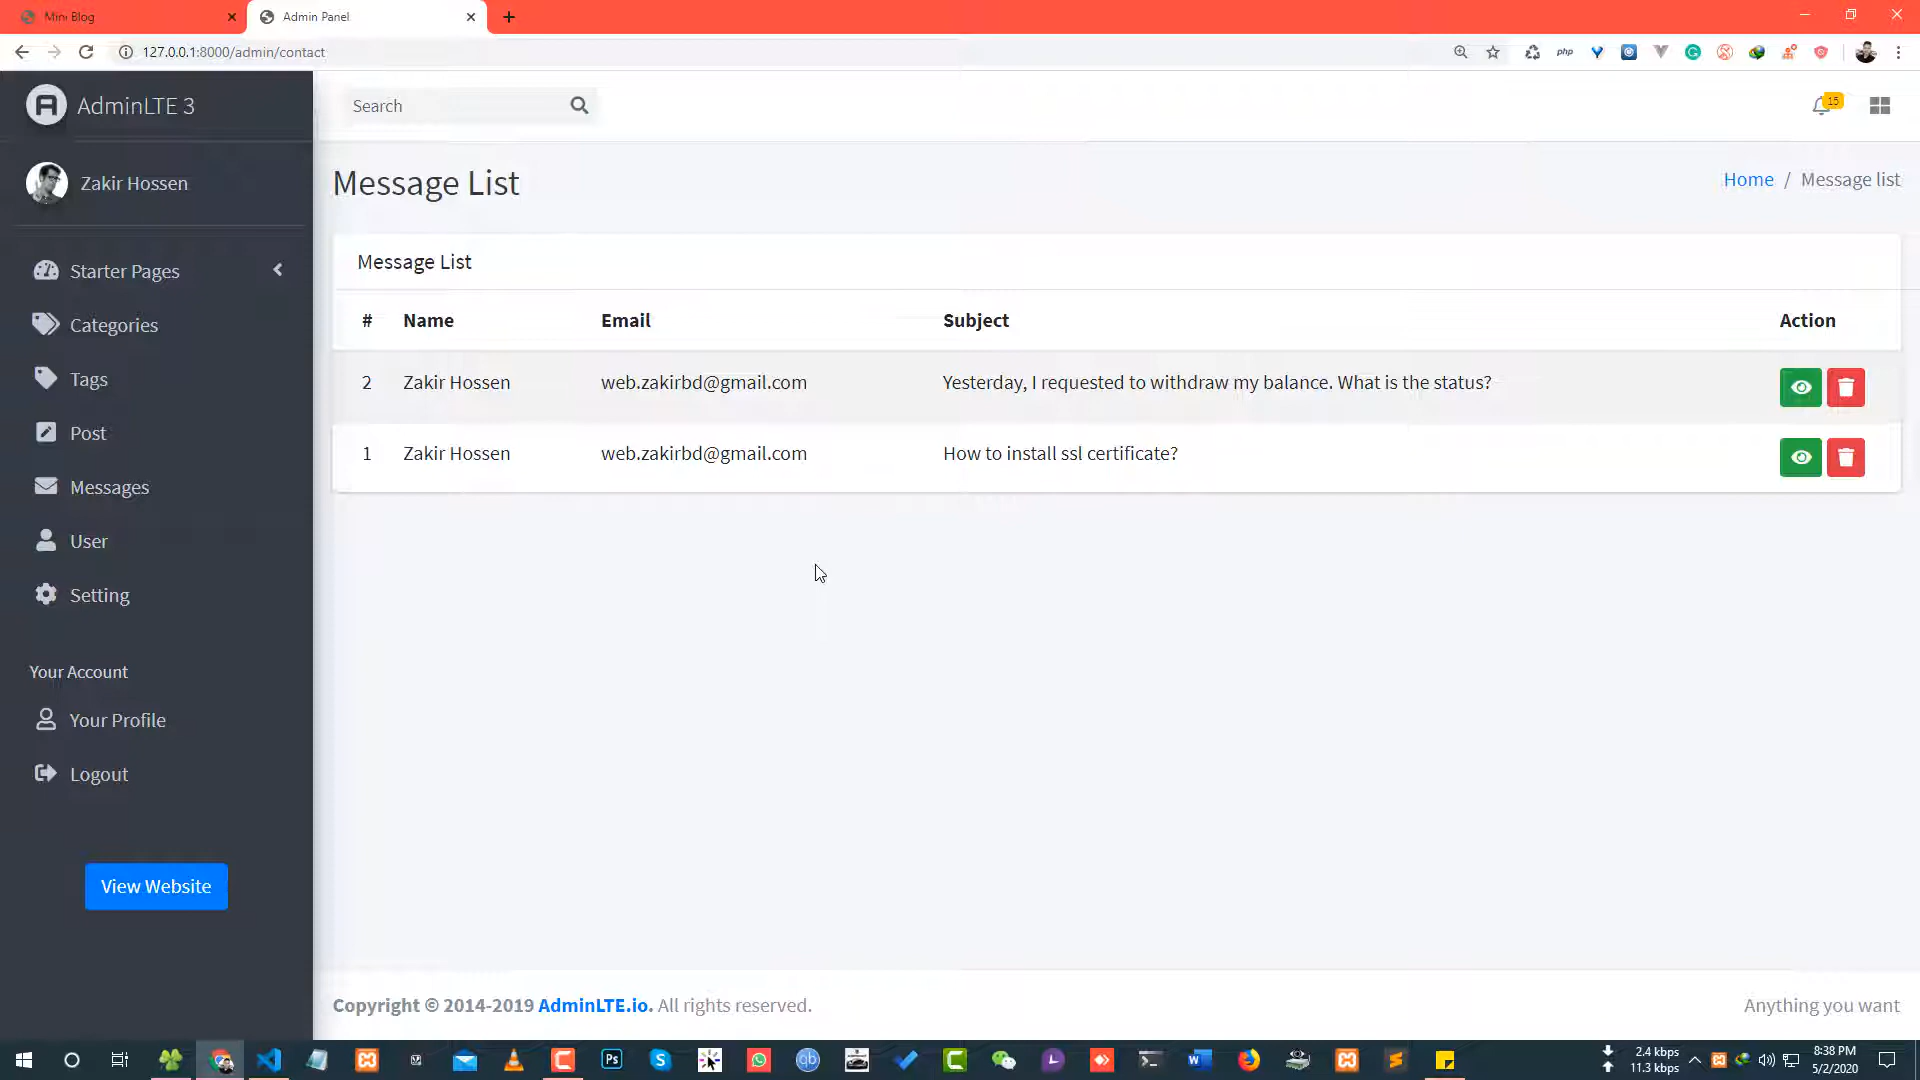 Mini Blog
Admin Panel
127.0.0.1:8000/admin/contact
php
AdminLTE 3
Search
15
Zakir Hossen
Message List
Home / Message list
Starter Pages
Categories
Tags
Post
Messages
User
Setting
Your Account
Your Profile
Logout
View Website
Message List
# Name Email Subject Action
2 Zakir Hossen web.zakirbd@gmail.com Yesterday, I requested to withdraw my balance. What is the status?
1 Zakir Hossen web.zakirbd@gmail.com How to install ssl certificate?
Copyright © 2014-2019 AdminLTE.io. All rights reserved.
Anything you want
Ps
qb
2.4 kbps
11.3 kbps
8:38 PM
5/2/2020